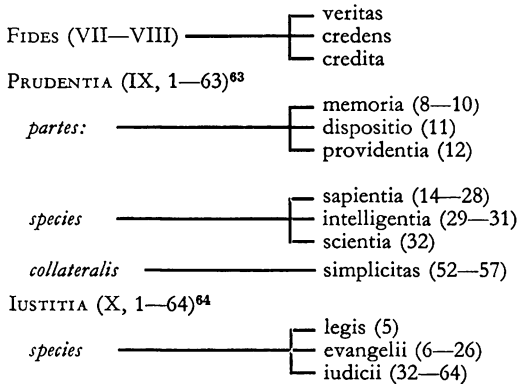 veritas
FIDES (VII—VIII) credens
credita
PRUDENTIA (IX, 1—63)⁶³
memoria (8—10)
partes: dispositio (11)
providentia (12)
sapientia (14—28)
species intelligentia (29—31)
scientia (32)
collateralis simplicitas (52—57)
IUSTITIA (X, 1—64)⁶⁴
legis (5)
species evangelii (6—26)
iudicii (32—64)